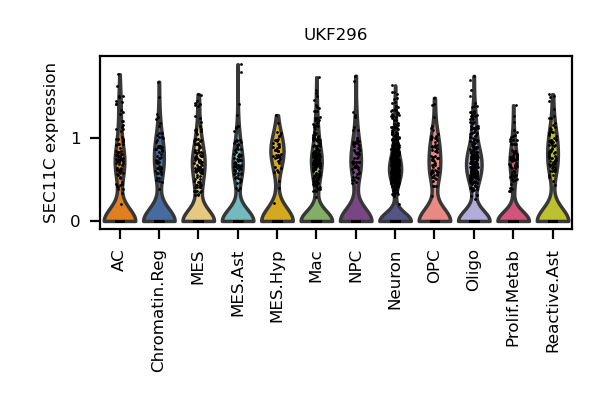 UKF296
SEC11C expression
1
0
AC
Chromatin.Reg
MES
MES.Ast
MES.Hyp
Mac
NPC
Neuron
OPC
Oligo
Prolif.Metab
Reactive.Ast